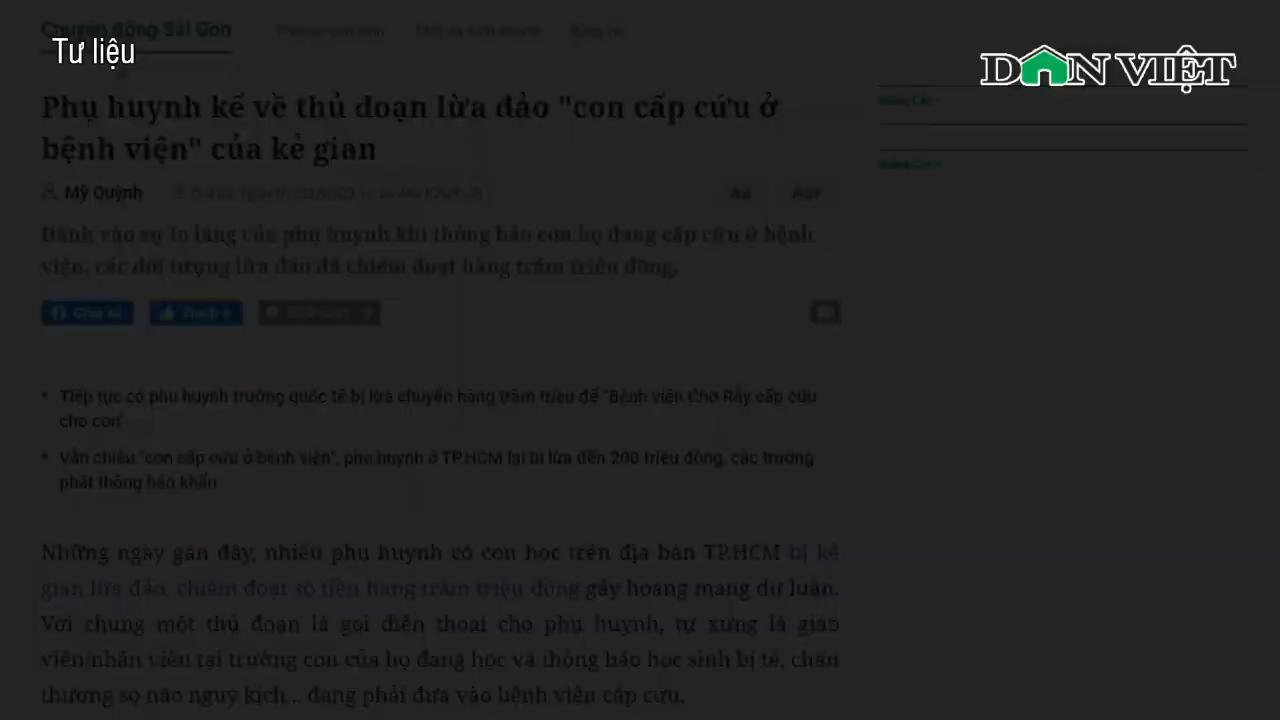 Chuyển động Sài Gòn
Tư liệu
DÂN VIỆT
Phụ huynh kể về thủ đoạn lừa đảo "con cấp cứu ở
bệnh viện" của kẻ gian
Mỹ Quỳnh
Aa
Đánh vào sự lo lắng của phụ huynh khi thông báo con họ đang cấp cứu ở bệnh
viện, các đối tượng lừa đảo đã chiếm đoạt hàng trăm triệu đồng.
Chia sẻ
Tiếp tục có phụ huynh trường quốc tế bị lừa chuyển hàng trăm triệu để "Bệnh viện Chợ Rẫy cấp cứu
cho con"
Vẫn chiêu "con cấp cứu ở bệnh viện", phụ huynh ở TP.HCM lại bị lừa đến 200 triệu đồng, các trường
phát thông báo khẩn
Những ngày gần đây, nhiều phụ huynh có con học trên địa bàn TP.HCM bị kẻ
gian lừa đảo, chiếm đoạt số tiền hàng trăm triệu đồng gây hoang mang dư luận.
Với chung một thủ đoạn là gọi điện thoại cho phụ huynh, tự xưng là giáo
viên/nhân viên tại trường con của họ đang học và thông báo học sinh bị té, chấn
thương sọ não nguy kịch... đang phải đưa vào bệnh viện cấp cứu.